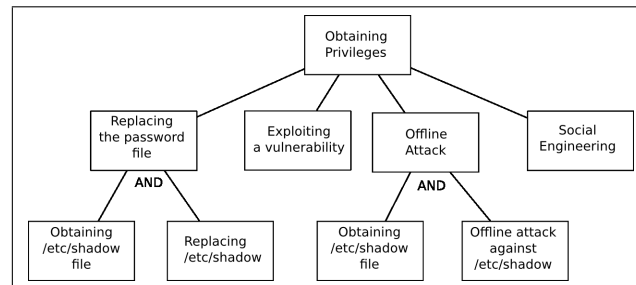 Obtaining
Privileges
Replacing
the password
file
Exploiting
a vulnerability
Offline
Attack
Social
Engineering
AND
AND
Obtaining
/etc/shadow
file
Replacing
/etc/shadow
Obtaining
/etc/shadow
file
Offline attack
against
/etc/shadow